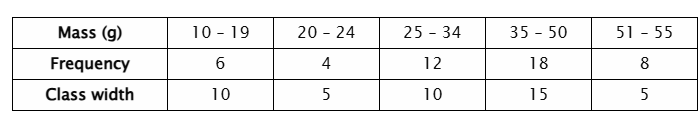 Mass (g) 10 – 19 20 – 24 25 – 34 35 – 50 51 – 55
Frequency 6 4 12 18 8
Class width 10 5 10 15 5